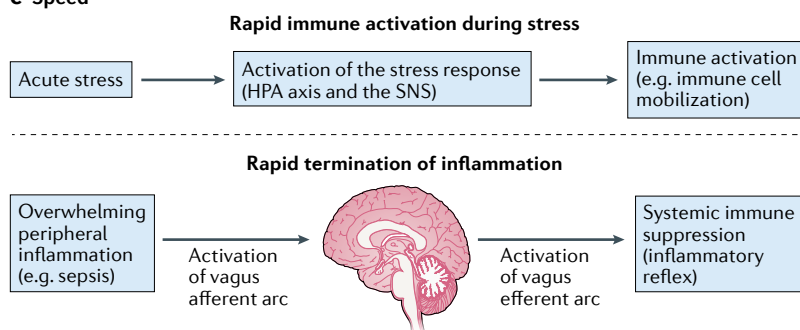 c Speed
Rapid immune activation during stress
Acute stress
Activation of the stress response
(HPA axis and the SNS)
Immune activation
(e.g. immune cell
mobilization)
Rapid termination of inflammation
Overwhelming
peripheral
inflammation
(e.g. sepsis)
Activation
of vagus
afferent arc
Activation
of vagus
efferent arc
Systemic immune
suppression
(inflammatory
reflex)